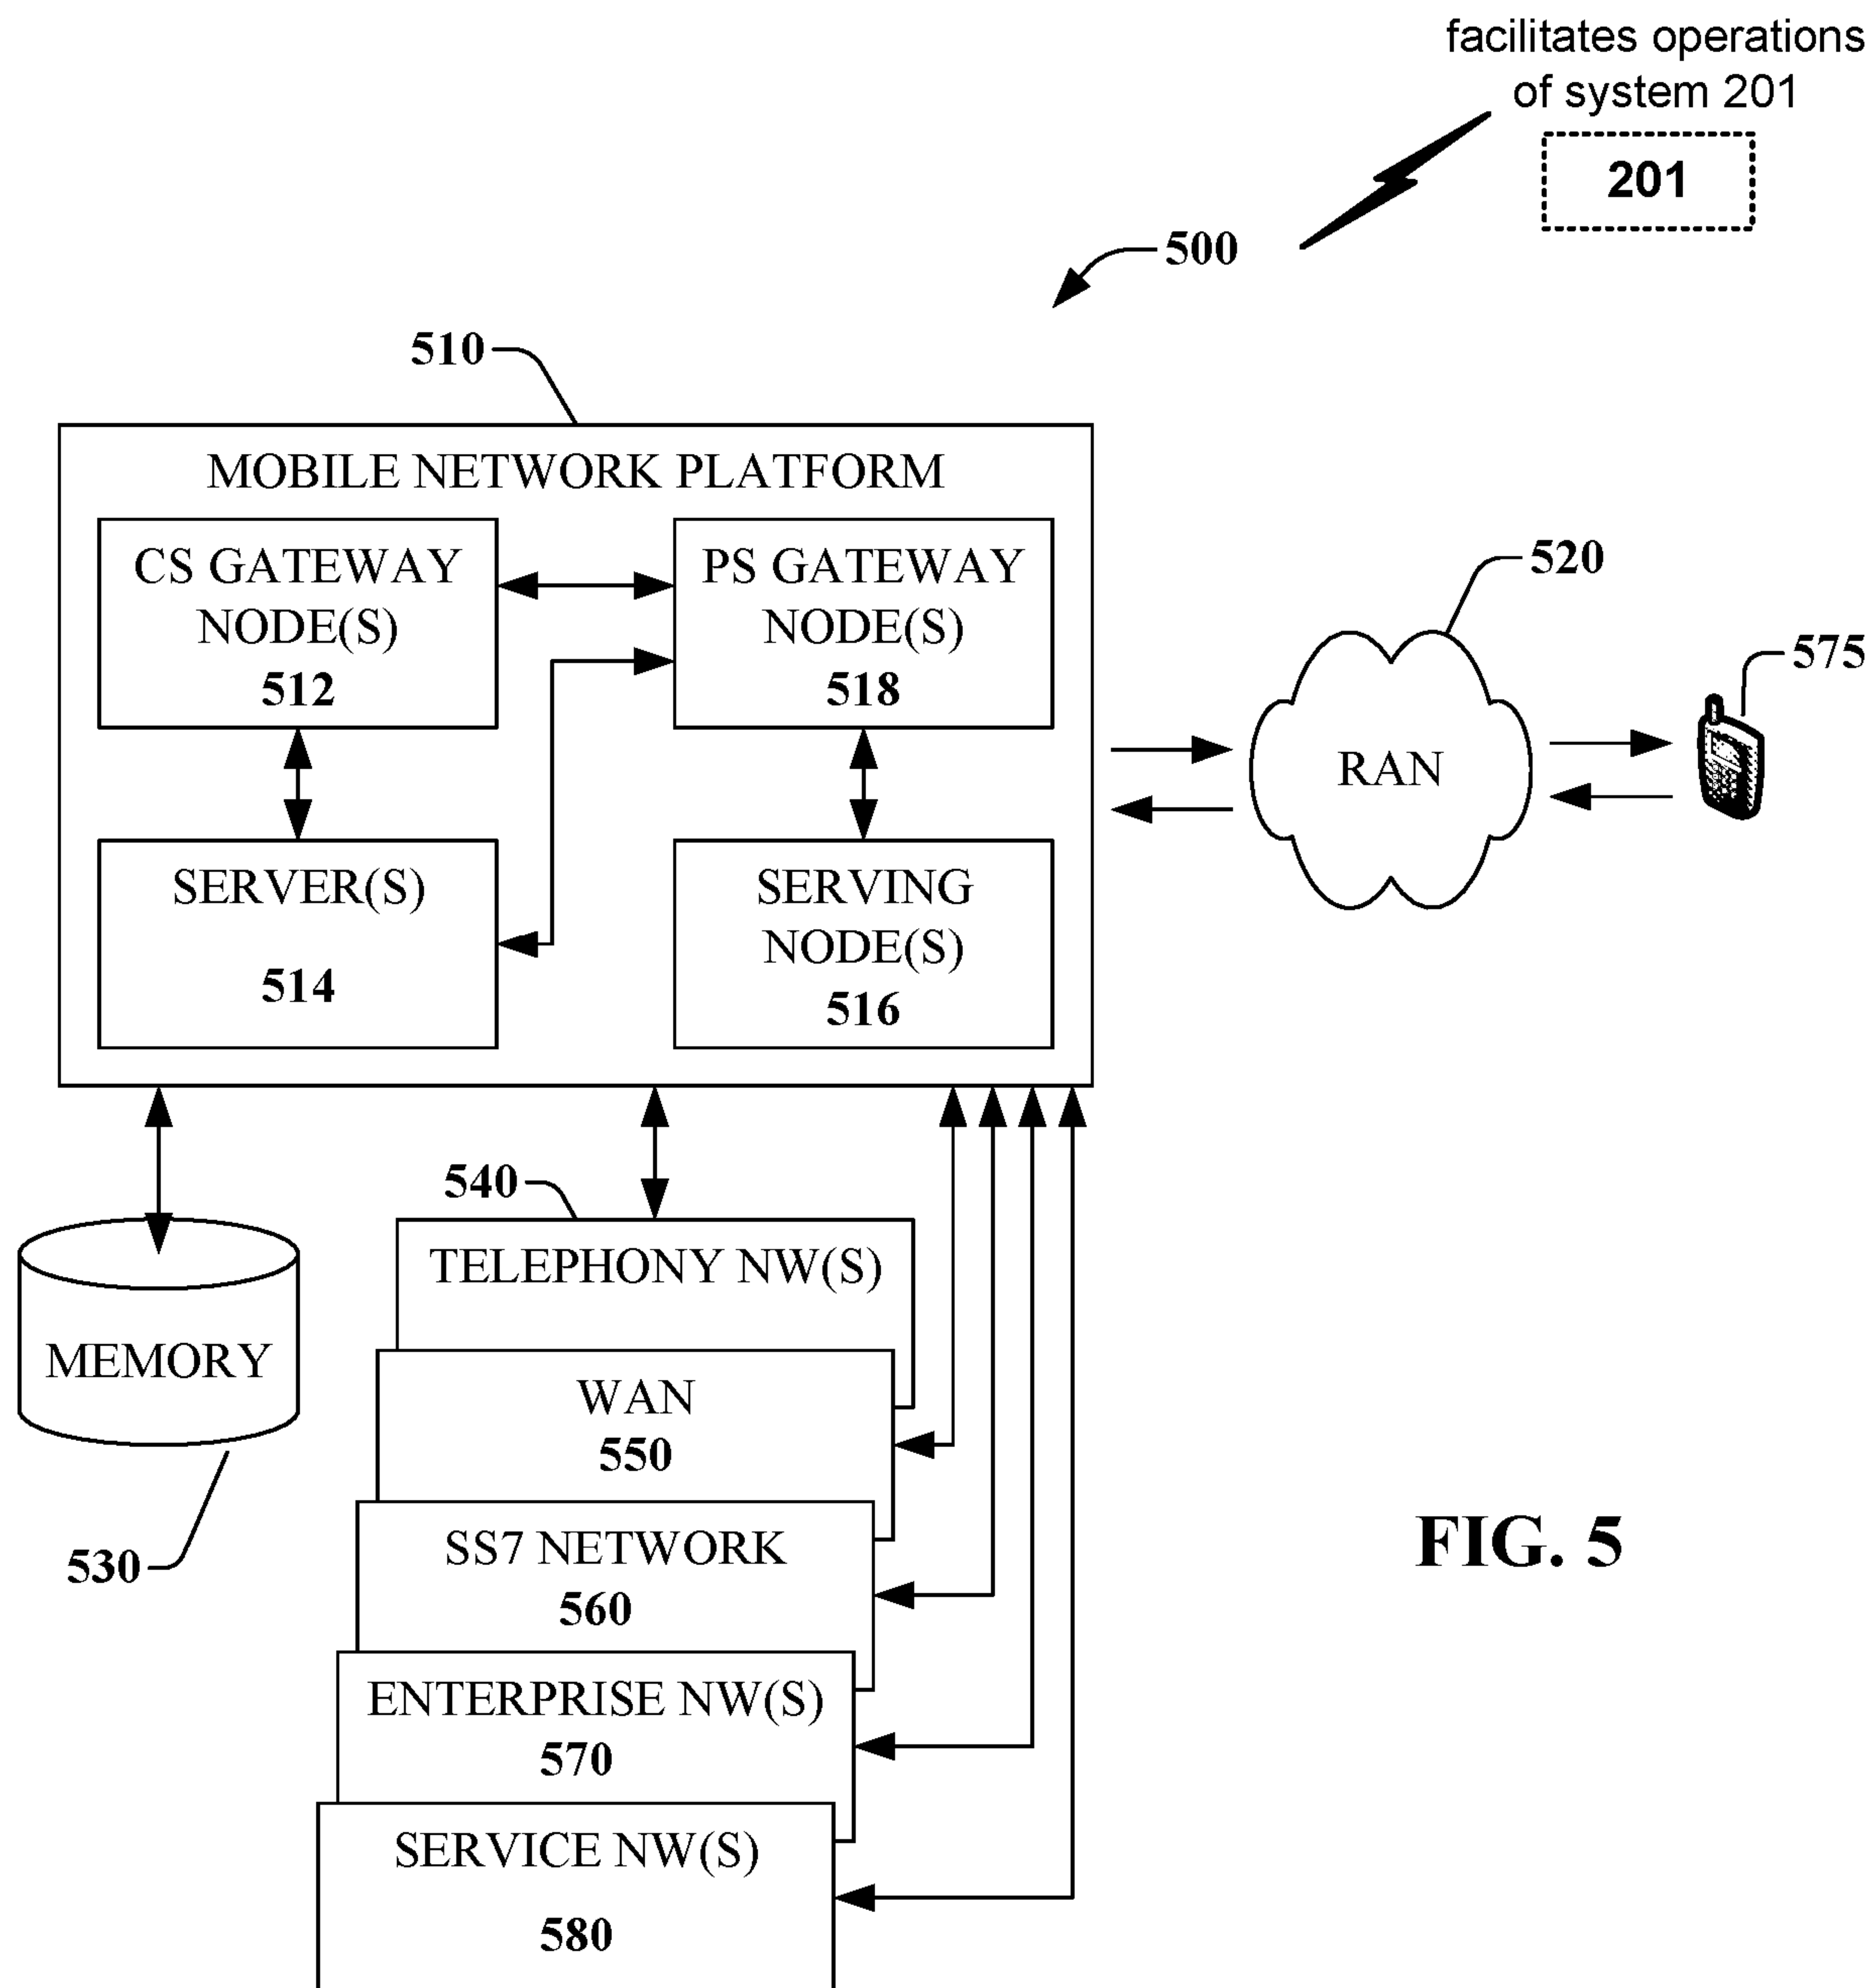 facilitates operations
of system 201
201
500
510
MOBILE NETWORK PLATFORM
CS GATEWAY
NODE(S)
512
PS GATEWAY
NODE(S)
518
SERVER(S)
514
SERVING
NODE(S)
516
520
RAN
575
540
TELEPHONY NW(S)
MEMORY
530
WAN
550
SS7 NETWORK
560
ENTERPRISE NW(S)
570
SERVICE NW(S)
580
FIG. 5